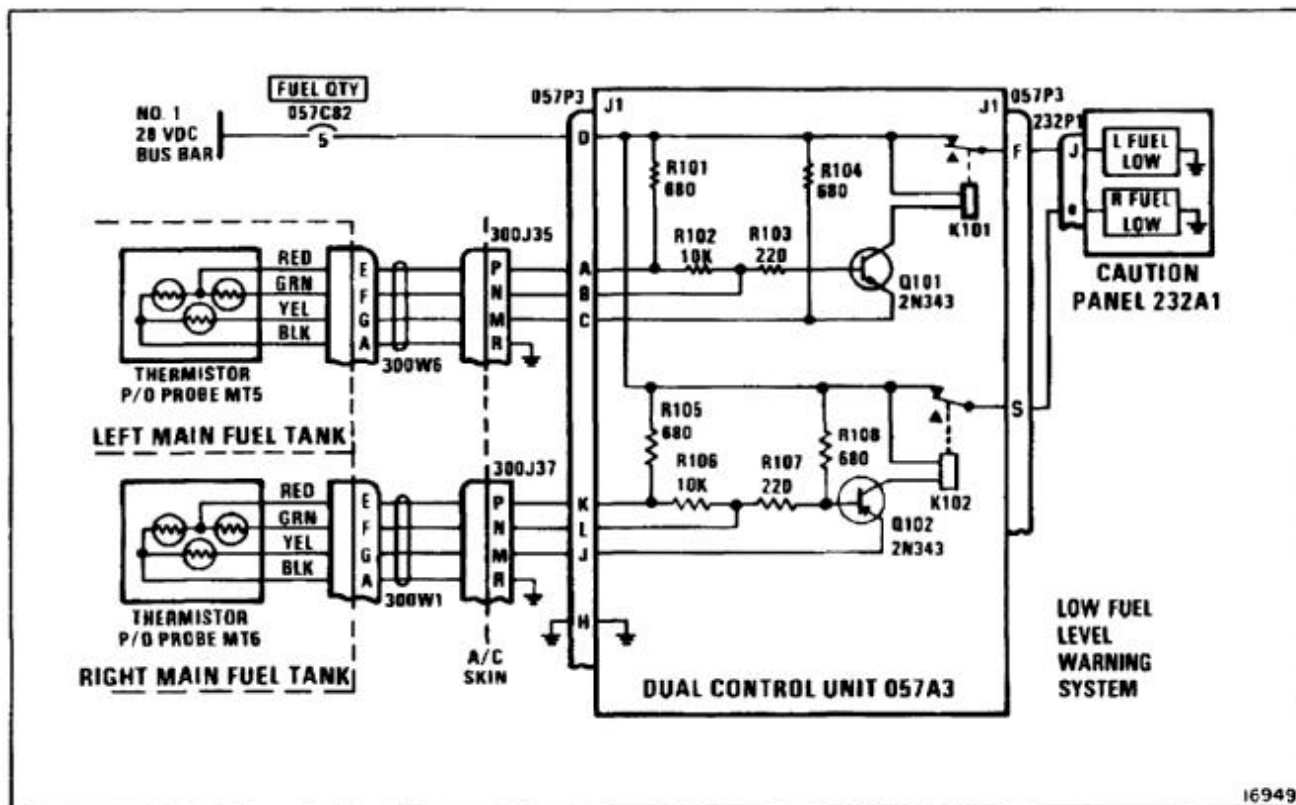 FUEL QTY
057C82
5
NO. 1
28 VDC
BUS BAR
057P3
J1
J1
057P3
232P1
D
R101
680
R104
680
F
J
L FUEL
LOW
R FUEL
LOW
K101
CAUTION
PANEL 232A1
300J35
RED
GRN
YEL
BLK
E
F
G
A
P
N
M
R
A
B
C
R102
10K
R103
220
Q101
2N343
300W6
THERMISTOR
P/O PROBE MT5
LEFT MAIN FUEL TANK
R105
680
R108
680
S
R106
10K
R107
220
K102
300J37
RED
GRN
YEL
BLK
E
F
G
A
P
N
M
R
K
L
J
Q102
2N343
300W1
THERMISTOR
P/O PROBE MT6
H
RIGHT MAIN FUEL TANK
A/C
SKIN
DUAL CONTROL UNIT 057A3
LOW FUEL
LEVEL
WARNING
SYSTEM
16949